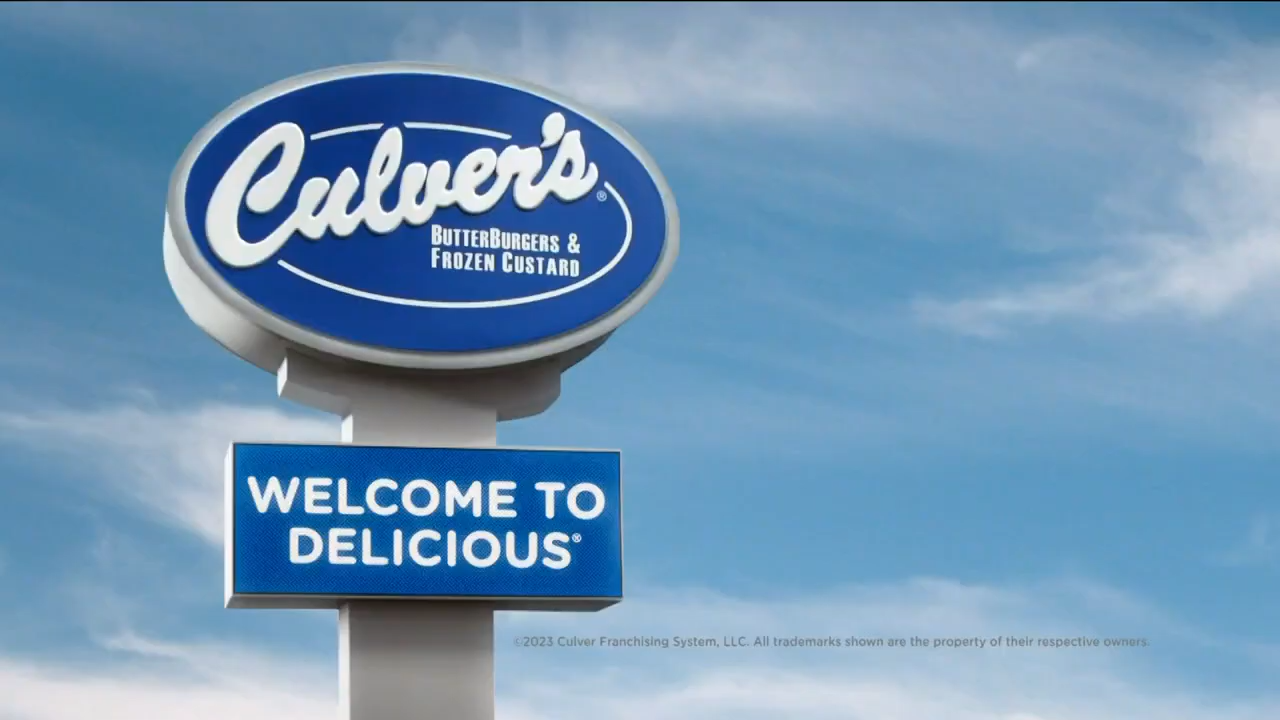 Culver's®
ButterBurgers &
Frozen Custard
WELCOME TO
DELICIOUS®
©2023 Culver Franchising System, LLC. All trademarks shown are the property of their respective owners.